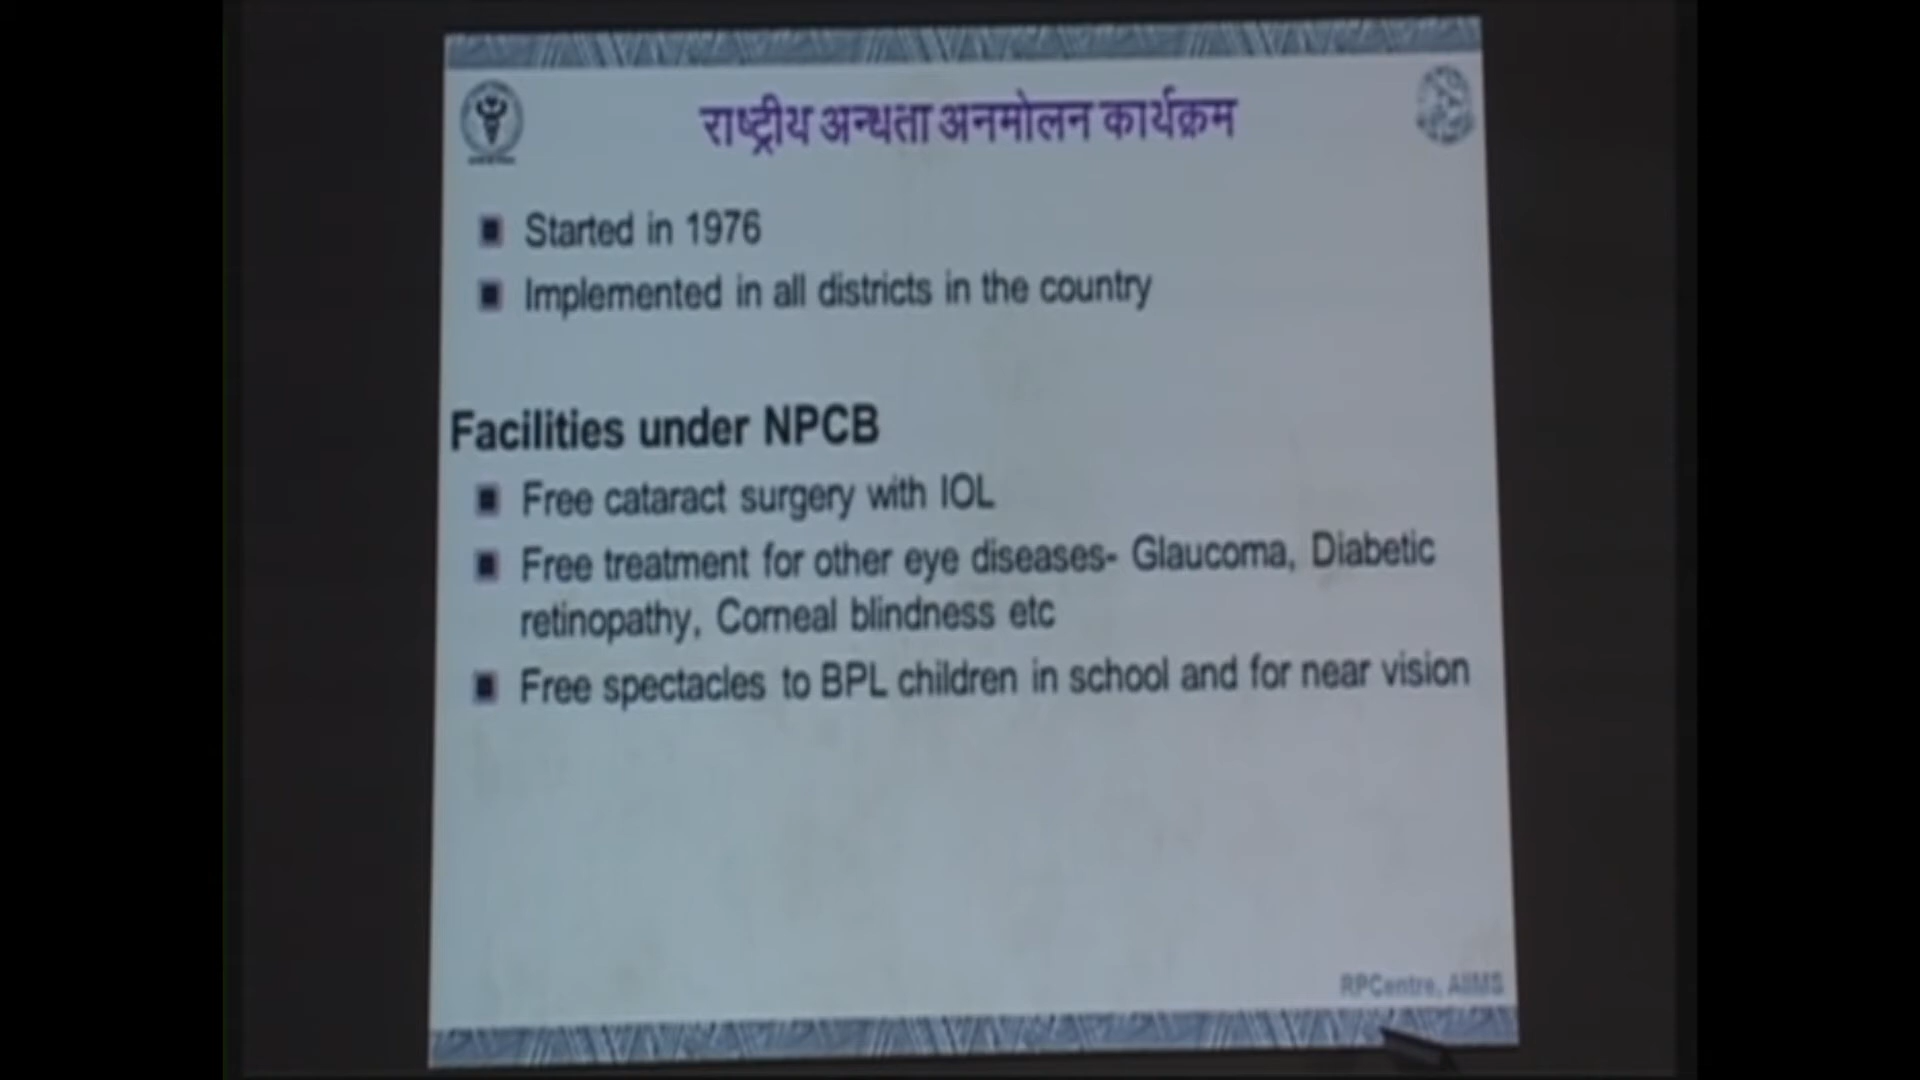 राष्ट्रीय अन्धता अनमोलन कार्यक्रम
Started in 1976
Implemented in all districts in the country
Facilities under NPCB
Free cataract surgery with IOL
Free treatment for other eye diseases- Glaucoma, Diabetic
retinopathy, Corneal blindness etc
Free spectacles to BPL children in school and for near vision
RPCentre, AIIMS